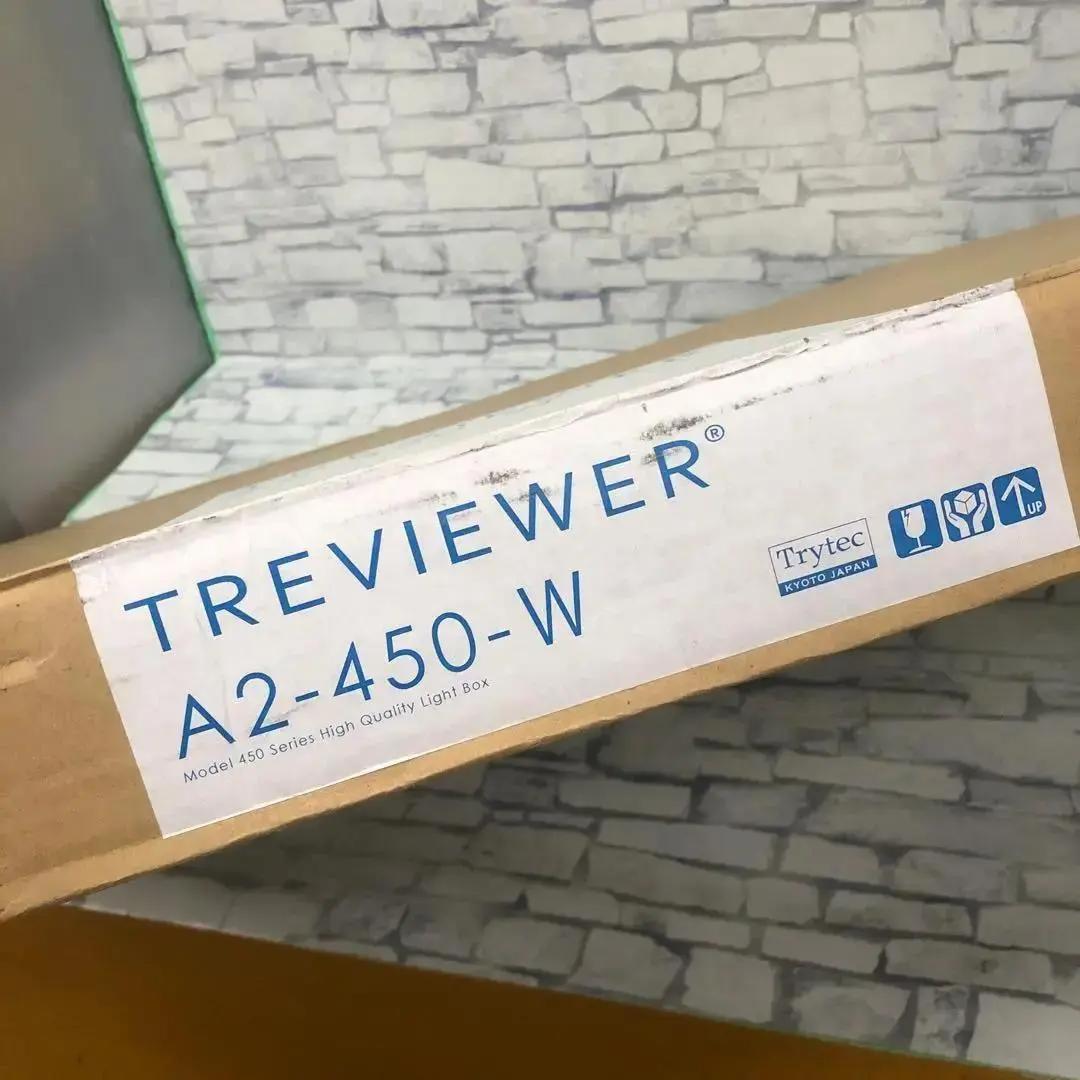 TREVIEWER®
A2-450-W
Model 450 Series High Quality Light Box
Trytec
KYOTO JAPAN
UP